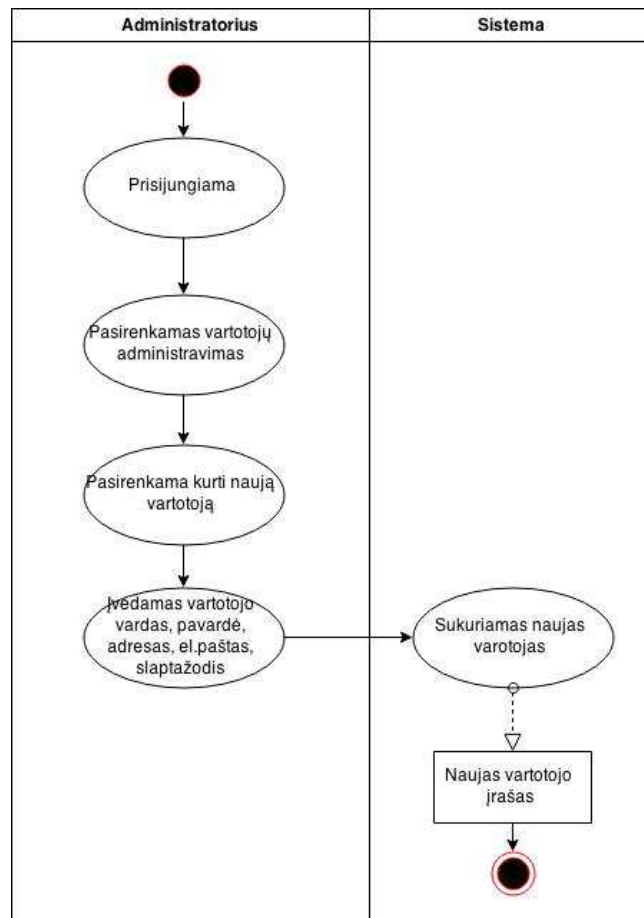 Administratorius
Sistema
Prisijungiama
Pasirenkamas vartotojų
administravimas
Pasirenkama kurti naują
vartotoją
Įvedamas vartotojo
vardas, pavardė,
adresas, el.paštas,
slaptažodis
Sukuriamas naujas
varotojas
Naujas vartotojo
įrašas